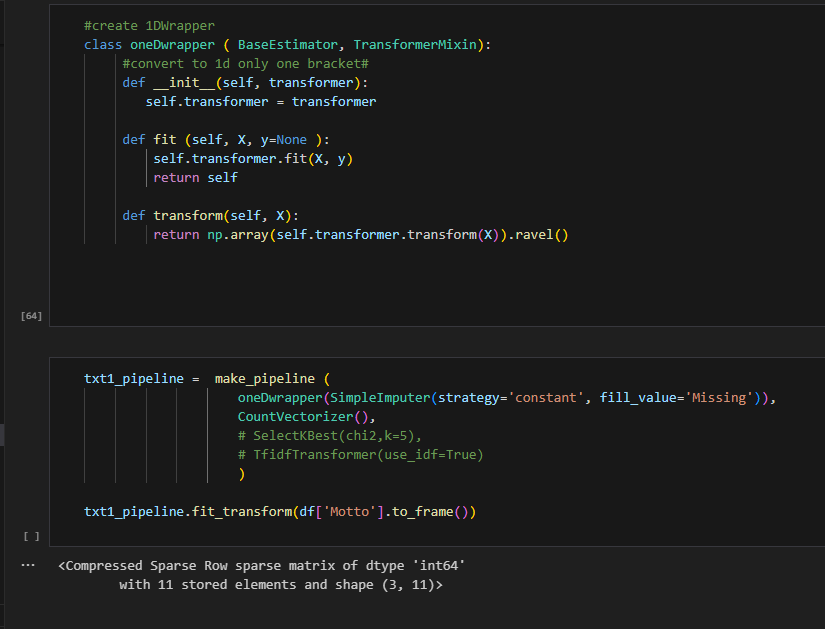 #create 1DWrapper
class oneDwrapper ( BaseEstimator, TransformerMixin):
#convert to 1d only one bracket#
def __init__(self, transformer):
self.transformer = transformer
def fit (self, X, y=None ):
self.transformer.fit(X, y)
return self
def transform(self, X):
return np.array(self.transformer.transform(X)).ravel()
[64]
txt1_pipeline =  make_pipeline (
oneDwrapper(SimpleImputer(strategy='constant', fill_value='Missing')),
CountVectorizer(),
# SelectKBest(chi2,k=5),
# TfidfTransformer(use_idf=True)
)
txt1_pipeline.fit_transform(df['Motto'].to_frame())
[ ]
... <Compressed Sparse Row sparse matrix of dtype 'int64'
with 11 stored elements and shape (3, 11)>